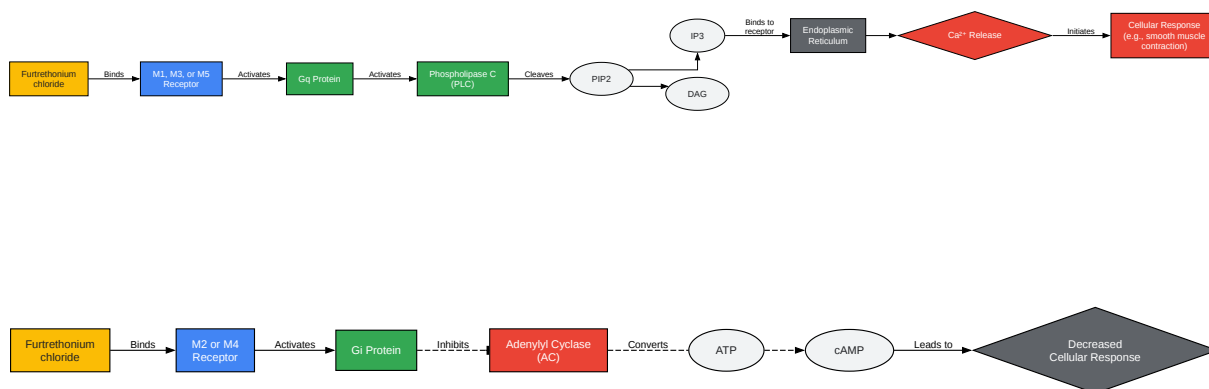 Furtrethonium
chloride
Binds
M1, M3, or M5
Receptor
Activates
Gq Protein
Activates
Phospholipase C
(PLC)
Cleaves
PIP2
IP3
DAG
Binds to
receptor
Endoplasmic
Reticulum
Ca²⁺ Release
Initiates
Cellular Response
(e.g., smooth muscle
contraction)
Furtrethonium
chloride
Binds
M2 or M4
Receptor
Activates
Gi Protein
Inhibits
Adenylyl Cyclase
(AC)
Converts
ATP
cAMP
Leads to
Decreased
Cellular Response